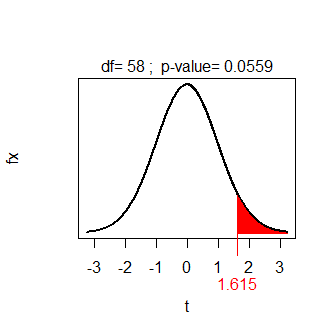 df= 58 ; p-value= 0.0559
fx
-3 -2 -1 0 1 2 3
1.615
t